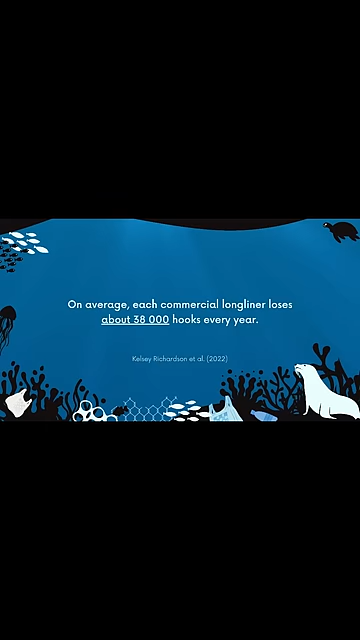 On average, each commercial longliner loses
about 38 000 hooks every year.
Kelsey Richardson et al. (2022)